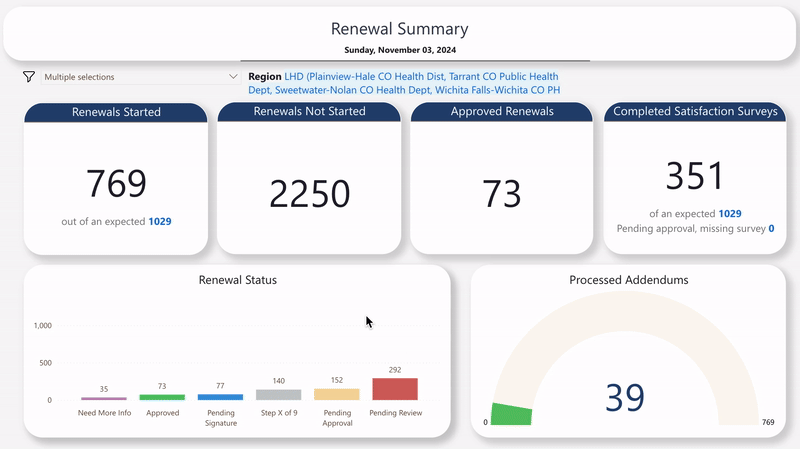 Renewal Summary
Sunday, November 03, 2024
Multiple selections
Region LHD (Plainview-Hale CO Health Dist, Tarrant CO Public Health
Dept, Sweetwater-Nolan CO Health Dept, Wichita Falls-Wichita CO PH
Renewals Started
769
out of an expected 1029
Renewals Not Started
2250
Approved Renewals
73
Completed Satisfaction Surveys
351
of an expected 1029
Pending approval, missing survey 0
Renewal Status
1,000
500
0
35
73
77
140
152
292
Need More Info
Approved
Pending
Signature
Step X of 9
Pending
Approval
Pending Review
Processed Addendums
39
0
769